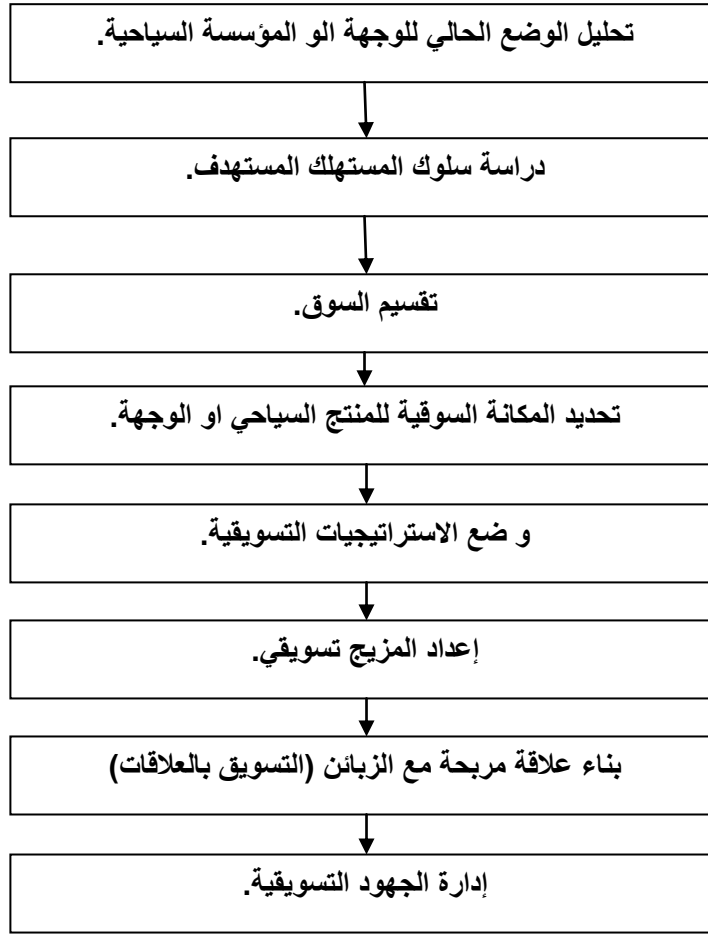 تحليل الوضع الحالي للوجهة الو المؤسسة السياحية.
دراسة سلوك المستهلك المستهدف.
تقسيم السوق.
تحديد المكانة السوقية للمنتج السياحي او الوجهة.
و ضع الاستراتيجيات التسويقية.
إعداد المزيج تسويقي.
بناء علاقة مربحة مع الزبائن (التسويق بالعلاقات)
إدارة الجهود التسويقية.